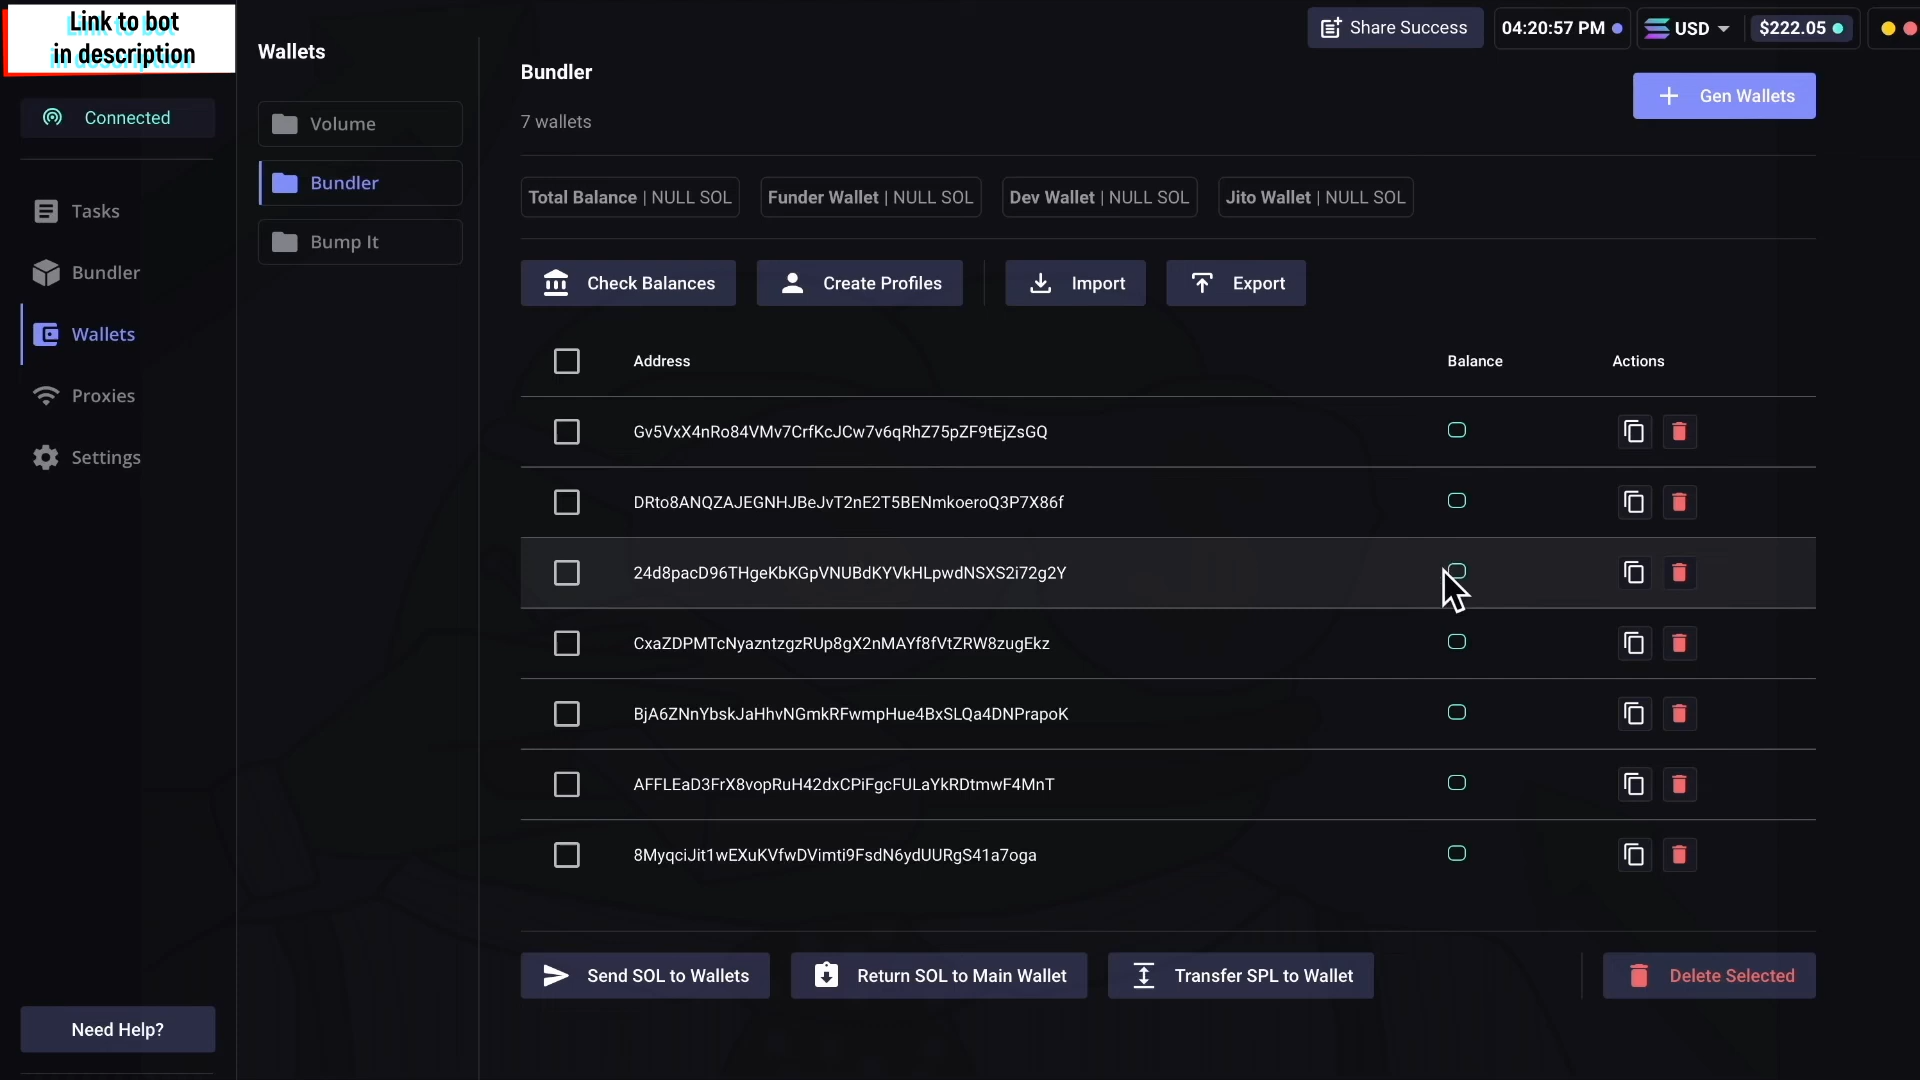 Link to bot
in description
Connected
Tasks
Bundler
Wallets
Proxies
Settings
Need Help?
Wallets
Volume
Bundler
Bump It
Share Success
04:20:57 PM
USD
$222.05
Bundler
7 wallets
Gen Wallets
Total Balance | NULL SOL
Funder Wallet | NULL SOL
Dev Wallet | NULL SOL
Jito Wallet | NULL SOL
Check Balances
Create Profiles
Import
Export
Address Balance Actions
Gv5VxX4nRo84VMv7CrfKcJCw7v6qRhZ75pZF9tEjZsGQ
DRto8ANQZAJEGNHJBeJvT2nE2T5BENmkoeroQ3P7X86f
24d8pacD96THgeKbKGpVNUBdKYVkHLpwdNSXS2i72g2Y
CxaZDPMTcNyazntzgzRUp8gX2nMAYf8fVtZRW8zugEkz
BjA6ZNnYbskJaHhvNGmkRFwmpHue4BxSLQa4DNPrapoK
AFFLEaD3FrX8vopRuH42dxCPiFgcFULaYkRDtmwF4MnT
8MyqciJit1wEXuKVfwDVimti9FsdN6ydUURgS41a7oga
Send SOL to Wallets
Return SOL to Main Wallet
Transfer SPL to Wallet
Delete Selected